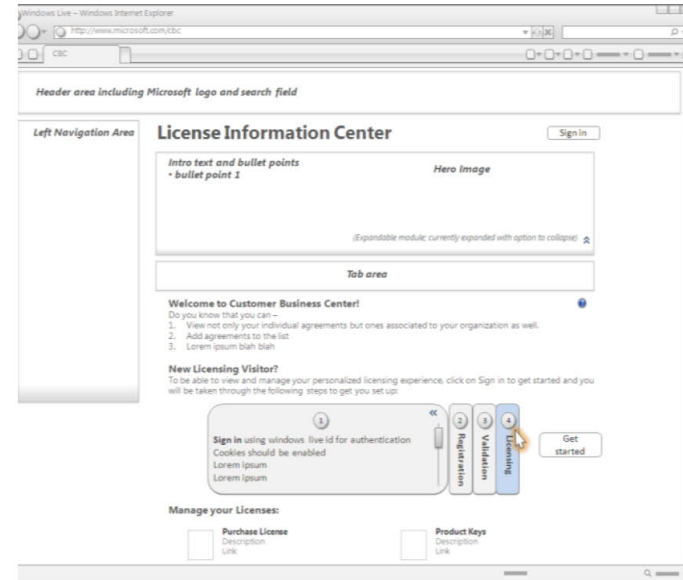 Windows Live – Windows Internet Explorer
http://www.microsoft.com/cbc
CBC
Header area including Microsoft logo and search field
Left Navigation Area
License Information Center
Sign in
Intro text and bullet points
• bullet point 1
Hero Image
(Expandable module; currently expanded with option to collapse)
Tab area
Welcome to Customer Business Center!
Do you know that you can –
1. View not only your individual agreements but ones associated to your organization as well.
2. Add agreements to the list
3. Lorem ipsum blah blah
New Licensing Visitor?
To be able to view and manage your personalized licensing experience, click on Sign in to get started and you
will be taken through the following steps to get you set up:
1
Sign in using windows live id for authentication
Cookies should be enabled
Lorem ipsum
Lorem ipsum
2
Registration
3
Validation
4
Licensing
Get
started
Manage your Licenses:
Purchase License
Description
Link
Product Keys
Description
Link